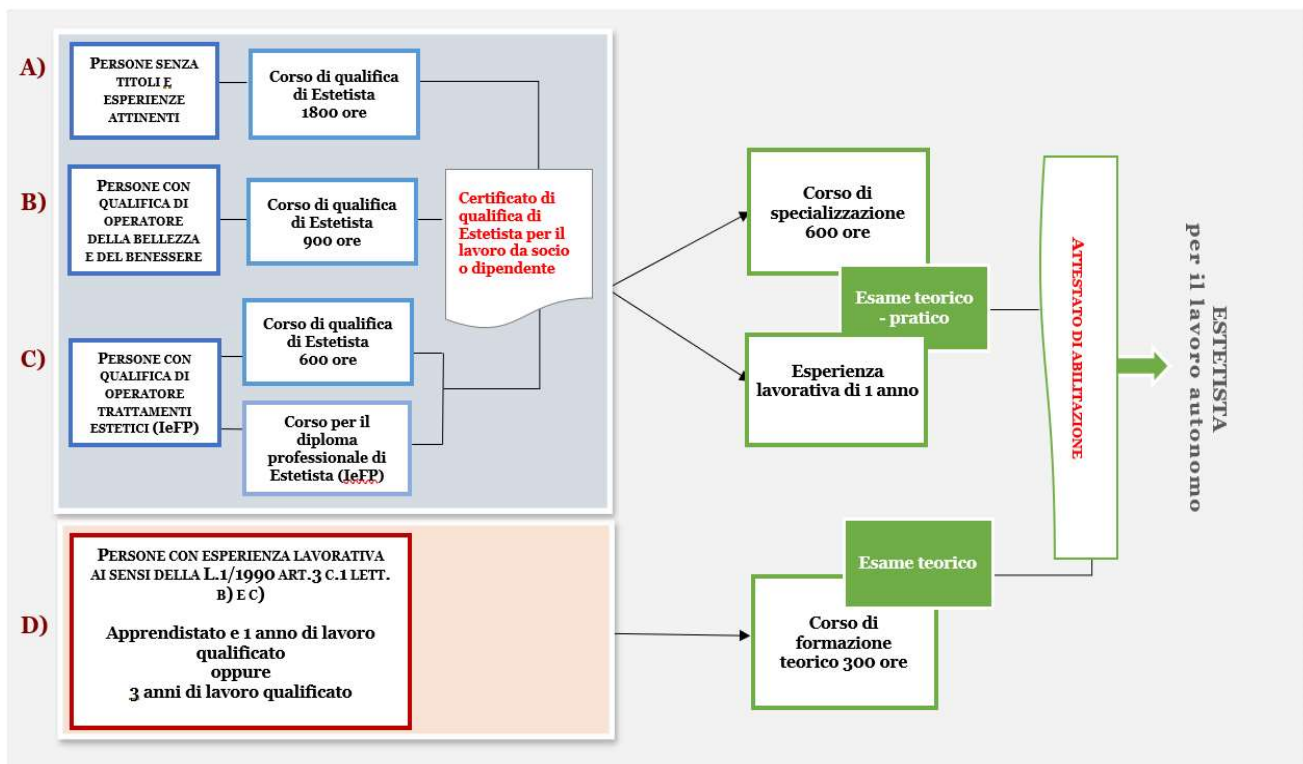 A)
PERSONE SENZA
TITOLI E
ESPERIENZE
ATTINENTI
Corso di qualifica
di Estetista
1800 ore
B)
PERSONE CON
QUALIFICA DI
OPERATORE
DELLA BELLEZZA
E DEL BENESSERE
Corso di qualifica
di Estetista
900 ore
Certificato di
qualifica di
Estetista per il
lavoro da socio
o dipendente
C)
PERSONE CON
QUALIFICA DI
OPERATORE
TRATTAMENTI
ESTETICI (IeFP)
Corso di qualifica
di Estetista
600 ore
Corso per il
diploma
professionale di
Estetista (IeFP)
Corso di
specializzazione
600 ore
Esame teorico
- pratico
Esperienza
lavorativa di 1 anno
D)
PERSONE CON ESPERIENZA LAVORATIVA
AI SENSI DELLA L.1/1990 ART.3 C.1 LETT.
B) E C)
Apprendistato e 1 anno di lavoro
qualificato
oppure
3 anni di lavoro qualificato
Esame teorico
Corso di
formazione
teorico 300 ore
ATTESTATO DI ABILITAZIONE
ESTETISTA
per il lavoro autonomo